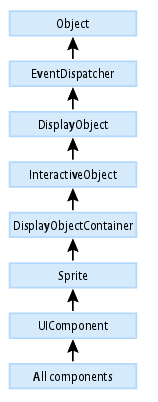 Object
EventDispatcher
DisplayObject
InteractiveObject
DisplayObjectContainer
Sprite
UIComponent
All components